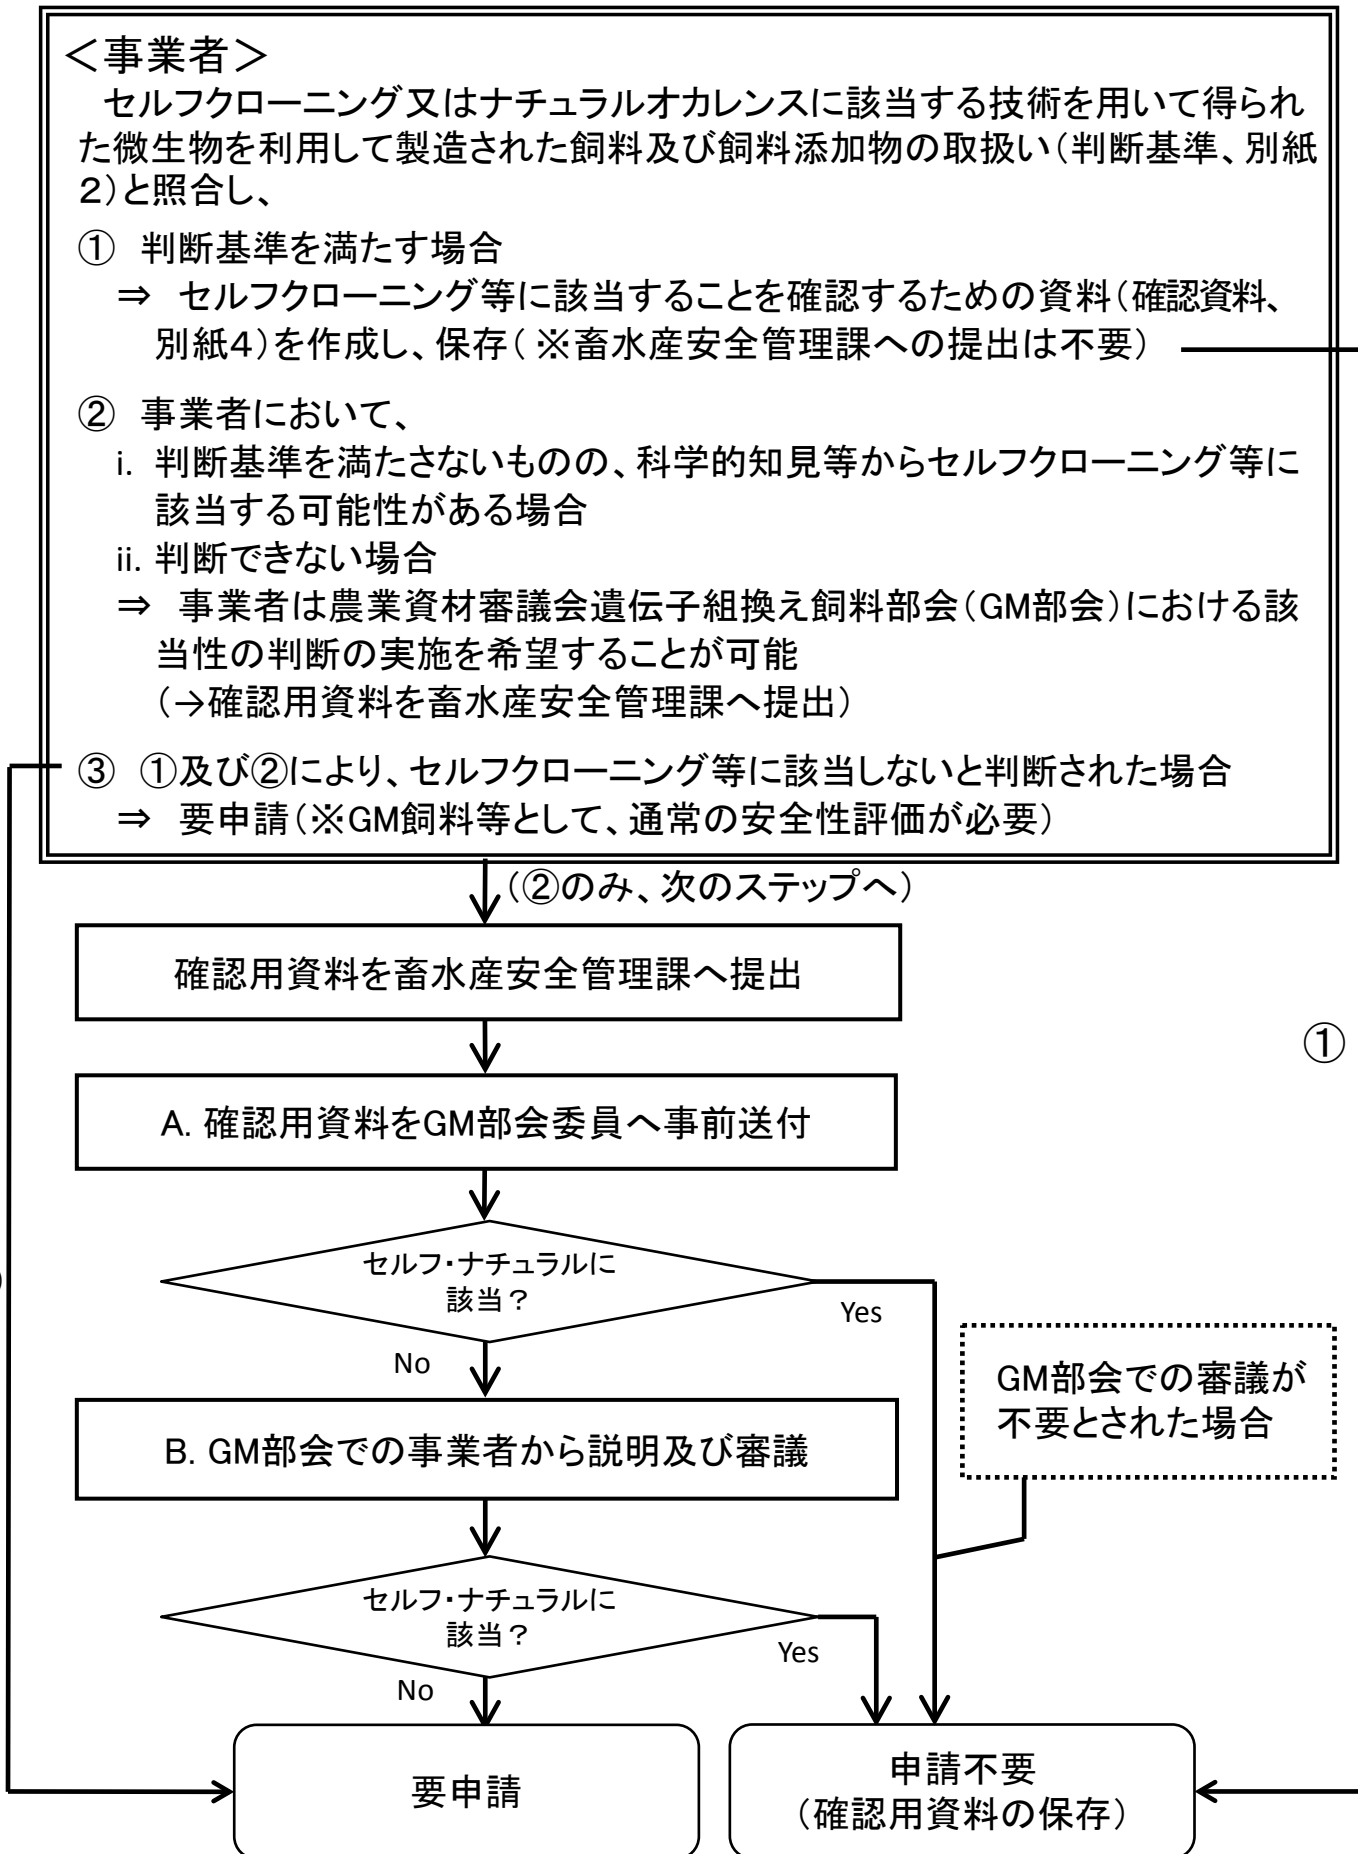 ＜事業者＞
セルフクローニング又はナチュラルオカレンスに該当する技術を用いて得られ
た微生物を利用して製造された飼料及び飼料添加物の取扱い（判断基準、別紙
２）と照合し、
①　判断基準を満たす場合
⇒　セルフクローニング等に該当することを確認するための資料（確認資料、
別紙４）を作成し、保存（※畜水産安全管理課への提出は不要）
②　事業者において、
i. 判断基準を満たさないものの、科学的知見等からセルフクローニング等に
該当する可能性がある場合
ii. 判断できない場合
⇒　事業者は農業資材審議会遺伝子組換え飼料部会（GM部会）における該
当性の判断の実施を希望することが可能
（→確認用資料を畜水産安全管理課へ提出）
③　①及び②により、セルフクローニング等に該当しないと判断された場合
⇒　要申請（※GM飼料等として、通常の安全性評価が必要）
（②のみ、次のステップへ）
確認用資料を畜水産安全管理課へ提出
①
A. 確認用資料をGM部会委員へ事前送付
セルフ・ナチュラルに
該当？
Yes
No
GM部会での審議が
不要とされた場合
B. GM部会での事業者から説明及び審議
セルフ・ナチュラルに
該当？
Yes
No
要申請
申請不要
（確認用資料の保存）